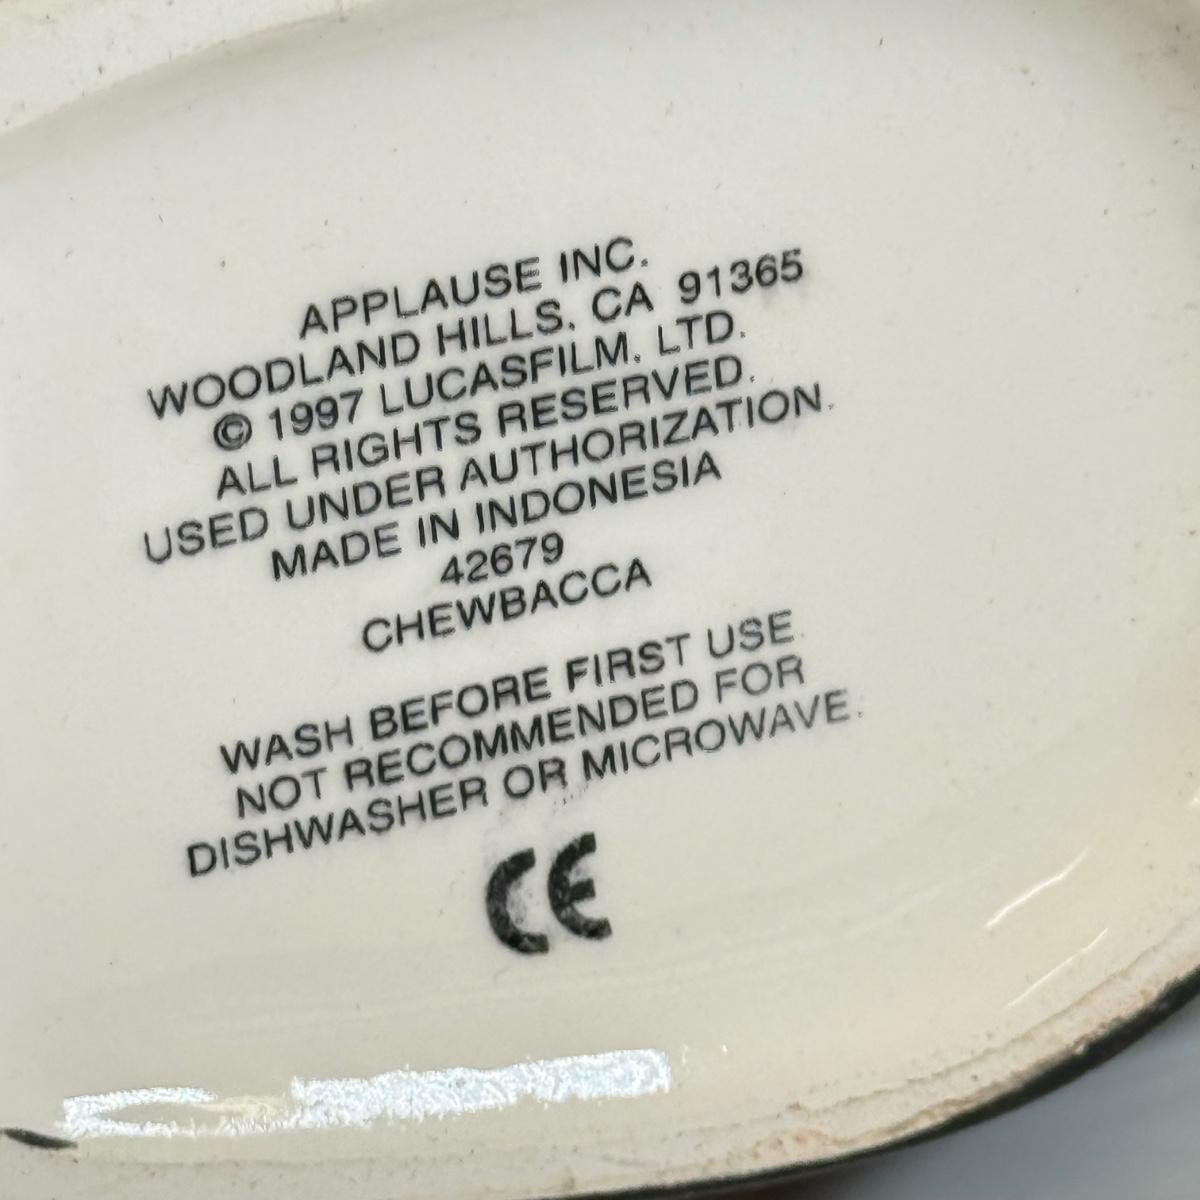 APPLAUSE INC.
WOODLAND HILLS, CA 91365
© 1997 LUCASFILM, LTD.
ALL RIGHTS RESERVED.
USED UNDER AUTHORIZATION.
MADE IN INDONESIA
42679
CHEWBACCA
WASH BEFORE FIRST USE.
NOT RECOMMENDED FOR
DISHWASHER OR MICROWAVE.
CE